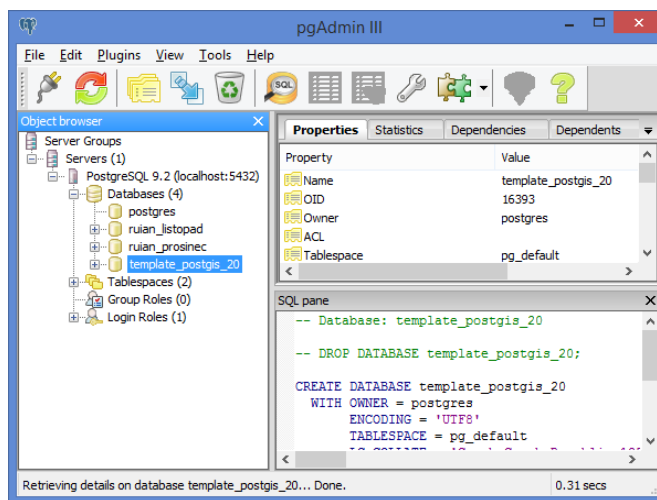 pgAdmin III
File Edit Plugins View Tools Help
SQL
Object browser
Server Groups
Servers (1)
PostgreSQL 9.2 (localhost:5432)
Databases (4)
postgres
ruian_listopad
ruian_prosinec
template_postgis_20
Tablespaces (2)
Group Roles (0)
Login Roles (1)
Properties Statistics Dependencies Dependents
Property Value
Name template_postgis_20
OID 16393
Owner postgres
ACL
Tablespace pg_default
SQL pane
-- Database: template_postgis_20
-- DROP DATABASE template_postgis_20;
CREATE DATABASE template_postgis_20
WITH OWNER = postgres
ENCODING = 'UTF8'
TABLESPACE = pg_default
Retrieving details on database template_postgis_20... Done. 0.31 secs